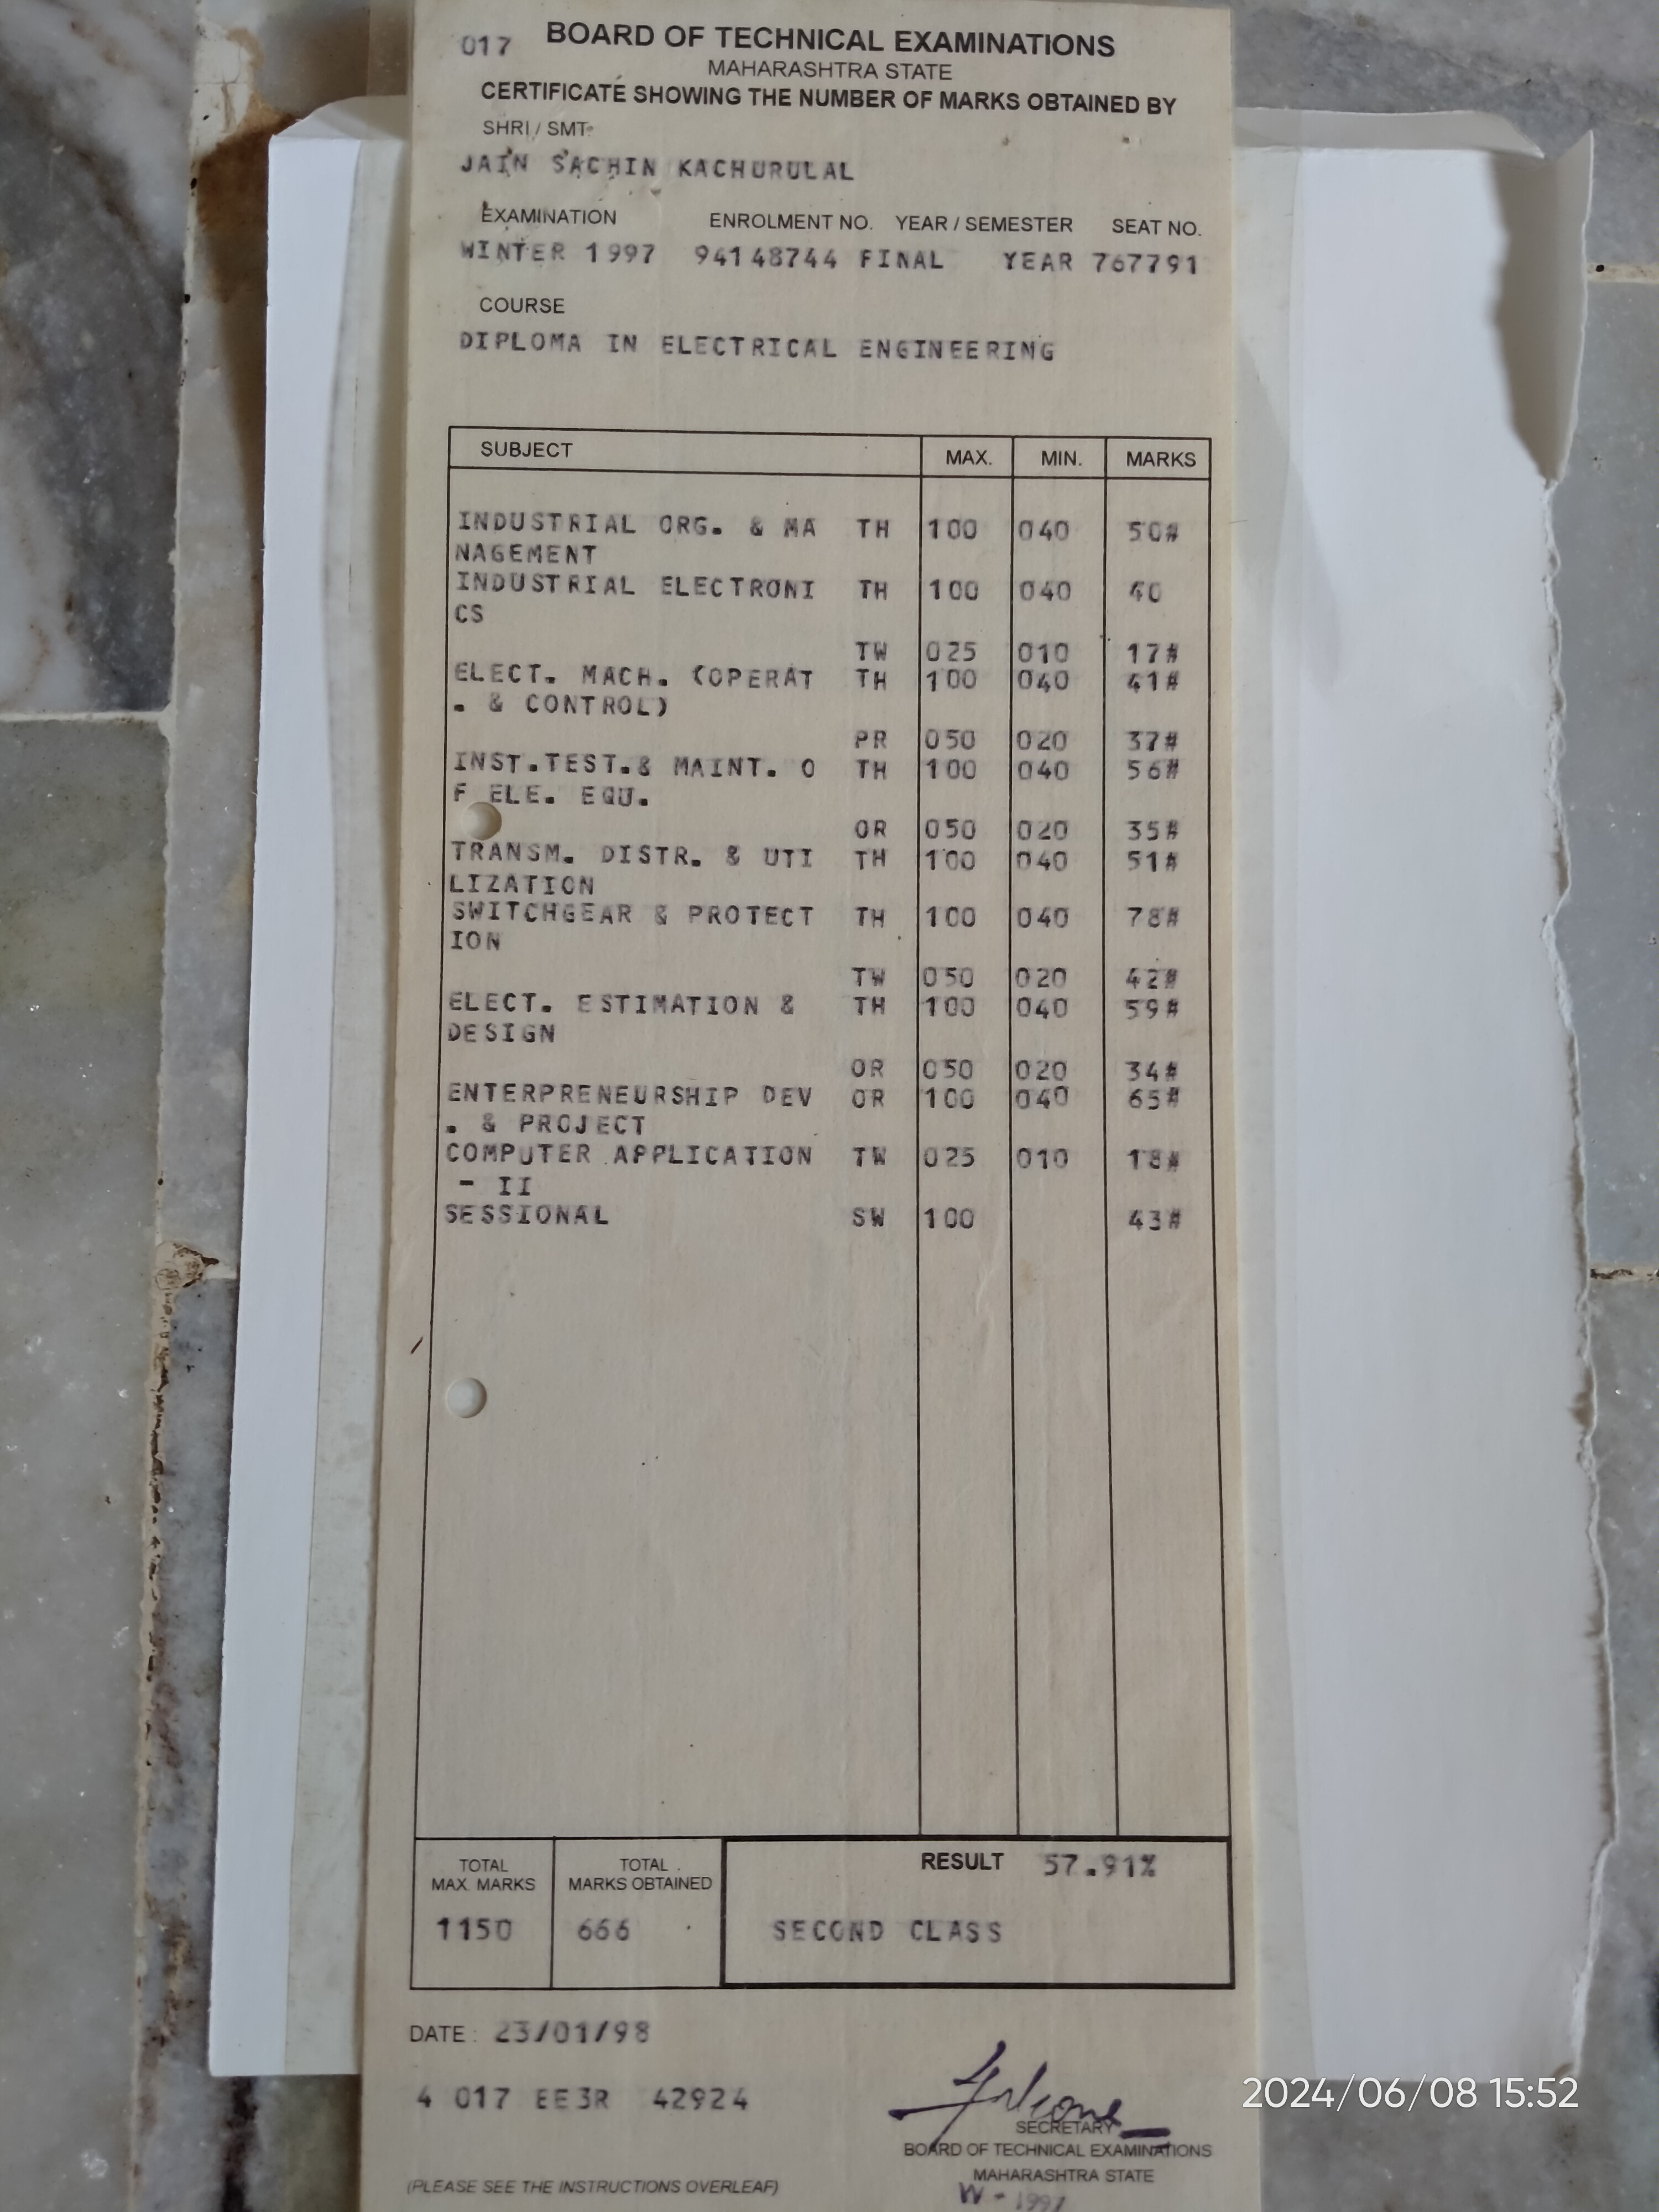 017 BOARD OF TECHNICAL EXAMINATIONS
MAHARASHTRA STATE
CERTIFICATE SHOWING THE NUMBER OF MARKS OBTAINED BY
SHRI / SMT.
JAIN SACHIN KACHURULAL
EXAMINATION ENROLMENT NO. YEAR / SEMESTER SEAT NO.
WINTER 1997 94148744 FINAL YEAR 767791
COURSE
DIPLOMA IN ELECTRICAL ENGINEERING
SUBJECT MAX. MIN. MARKS
INDUSTRIAL ORG. & MA TH 100 040 50#
NAGEMENT
INDUSTRIAL ELECTRONI TH 100 040 40
CS
TW 025 010 17#
ELECT. MACH. (OPERAT TH 100 040 41#
. & CONTROL)
PR 050 020 37#
INST.TEST.& MAINT. O TH 100 040 56#
F ELE. EQU.
OR 050 020 35#
TRANSM. DISTR. & UTI TH 100 040 51#
LIZATION
SWITCHGEAR & PROTECT TH 100 040 78#
ION
TW 050 020 42#
ELECT. ESTIMATION & TH 100 040 59#
DESIGN
OR 050 020 34#
ENTERPRENEURSHIP DEV OR 100 040 65#
. & PROJECT
COMPUTER APPLICATION TW 025 010 18#
- II
SESSIONAL SW 100 43#
RESULT 57.91%
TOTAL TOTAL
MAX. MARKS MARKS OBTAINED
1150 666 SECOND CLASS
DATE : 23/01/98
4 017 EE3R 42924
2024/06/08 15:52
SECRETARY
BOARD OF TECHNICAL EXAMINATIONS
MAHARASHTRA STATE
(PLEASE SEE THE INSTRUCTIONS OVERLEAF)
W - 1997